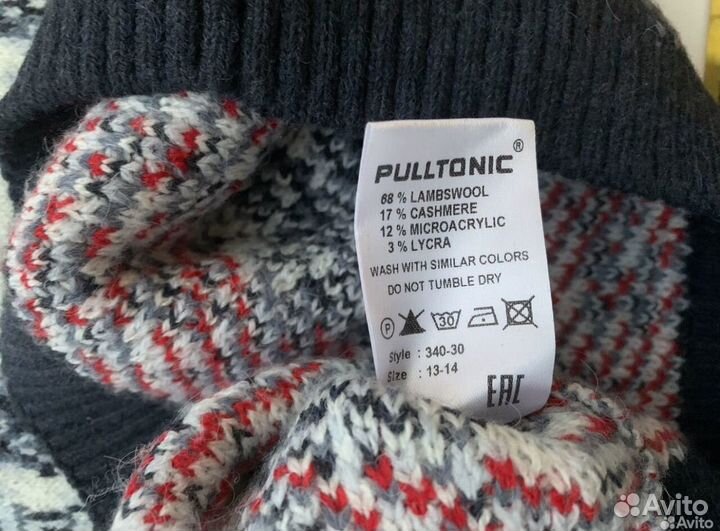 PULLTONIC ®
68 % LAMBSWOOL
17 % CASHMERE
12 % MICROACRYLIC
3 % LYCRA
WASH WITH SIMILAR COLORS
DO NOT TUMBLE DRY
P 30
Style : 340-30
Size : 13-14
EAC
Avito
Avito